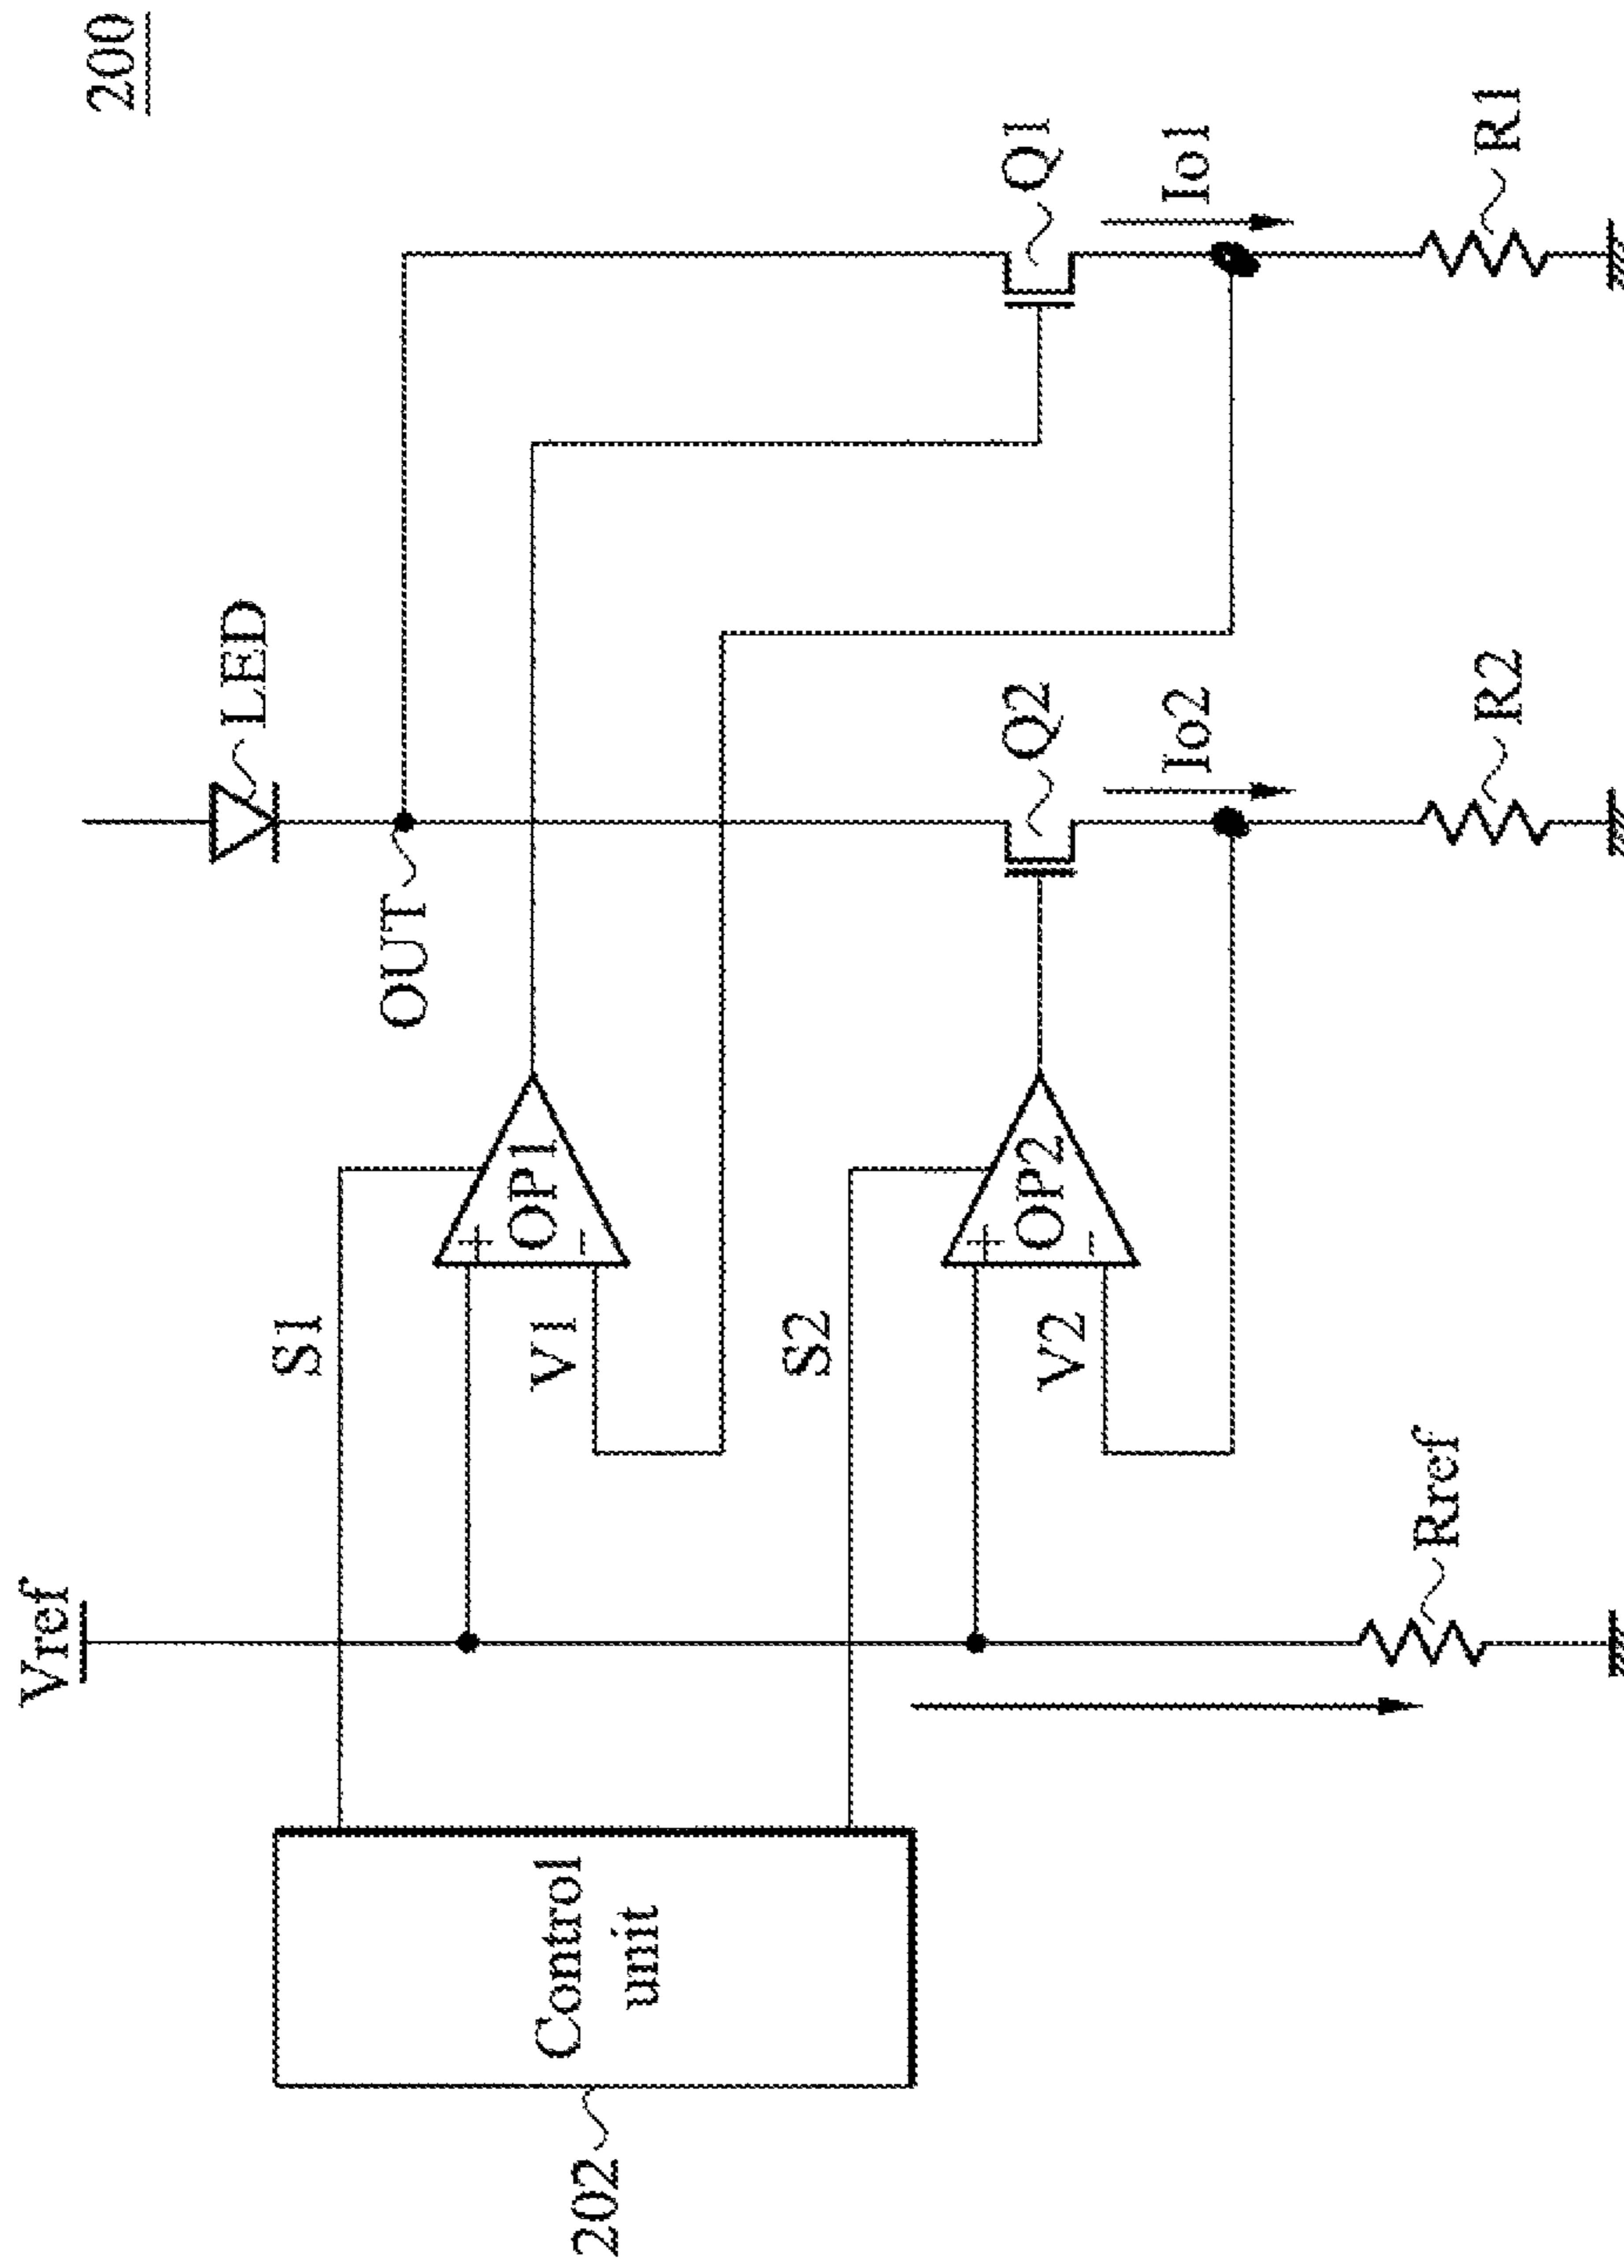 200
Vref
LED
S1
OUT
OP1
+
-
V1
Control
unit
202
S2
OP2
+
-
V2
Q2
Q1
Io2
Io1
Rref
R2
R1